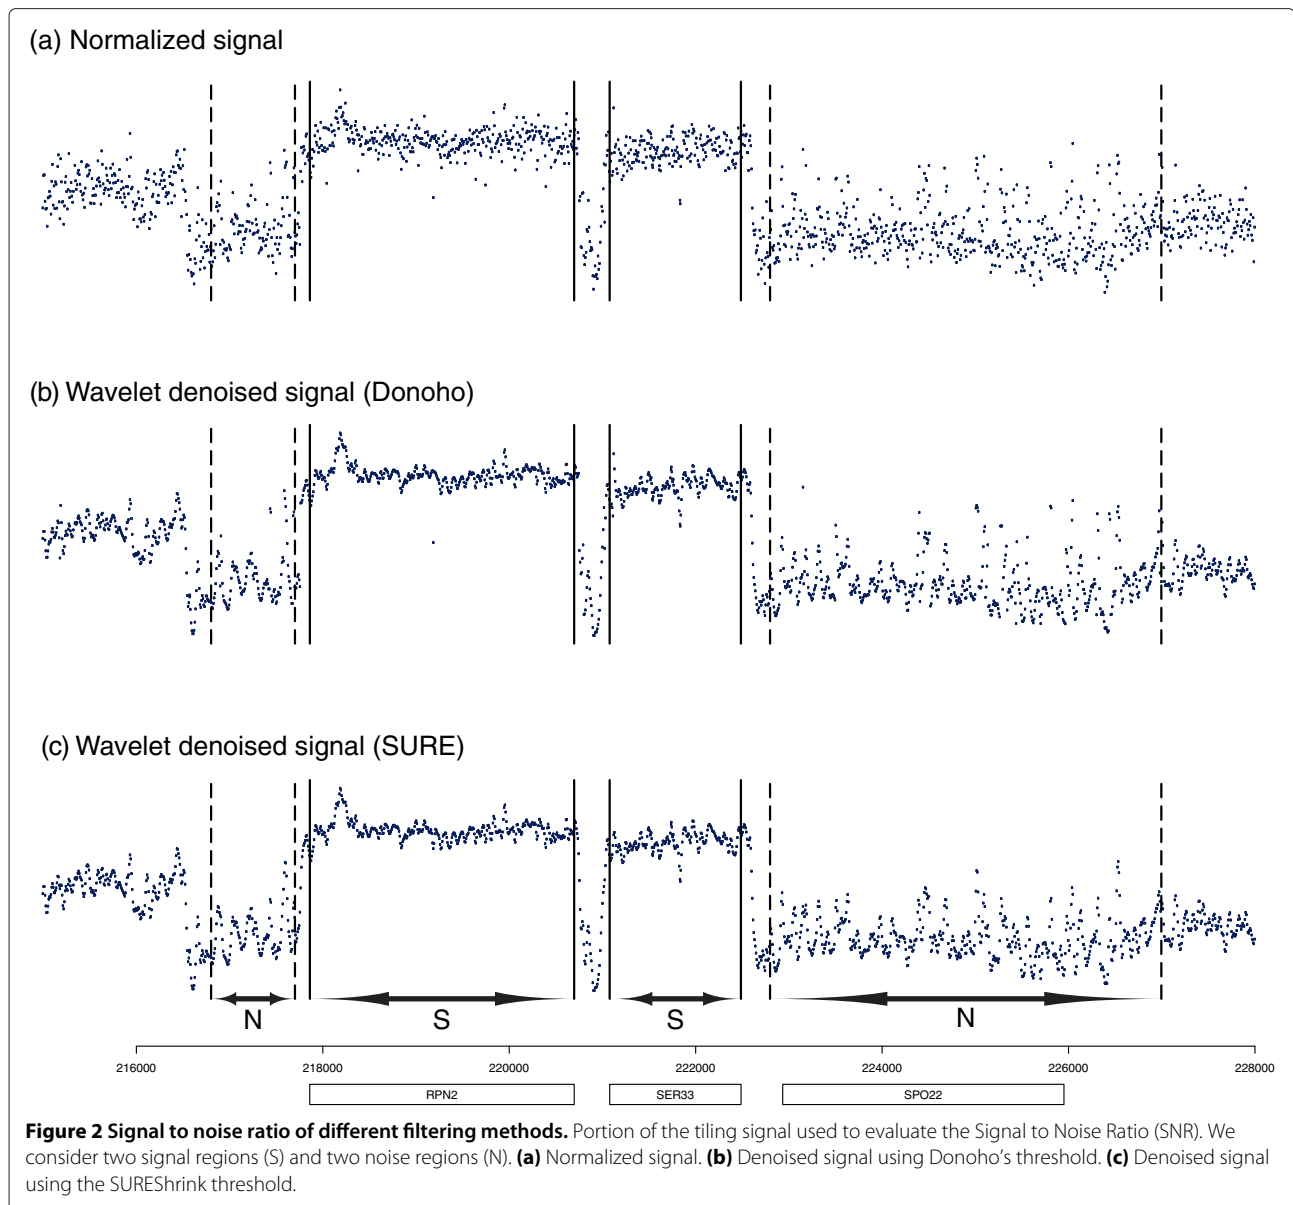 (a) Normalized signal
(b) Wavelet denoised signal (Donoho)
(c) Wavelet denoised signal (SURE)
N S S N
216000 218000 220000 222000 224000 226000 228000
RPN2 SER33 SPO22
Figure 2 Signal to noise ratio of different filtering methods. Portion of the tiling signal used to evaluate the Signal to Noise Ratio (SNR). We
consider two signal regions (S) and two noise regions (N). (a) Normalized signal. (b) Denoised signal using Donoho's threshold. (c) Denoised signal
using the SUREShrink threshold.